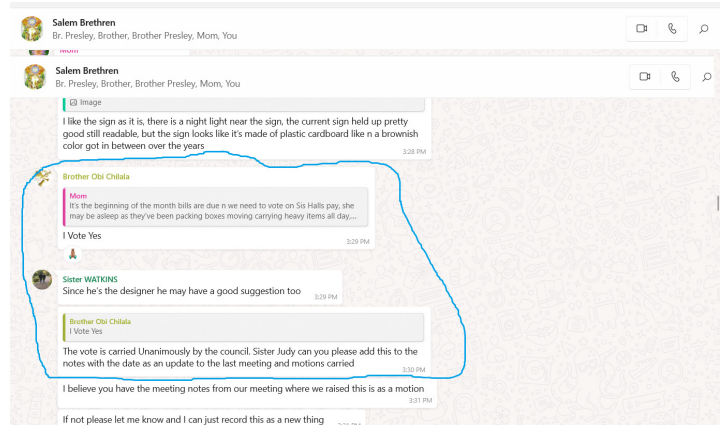 Salem Brethren
Br. Presley, Brother, Brother Presley, Mom, You
Mom
Salem Brethren
Br. Presley, Brother, Brother Presley, Mom, You
Image
I like the sign as it is, there is a night light near the sign, the current sign held up pretty
good still readable, but the sign looks like it's made of plastic cardboard like n a brownish
color got in between over the years
3:28 PM
Brother Obi Chilala
Mom
It's the beginning of the month bills are due n we need to vote on Sis Halls pay, she
may be asleep as they've been packing boxes moving carrying heavy items all day,...
I Vote Yes
3:29 PM
Sister WATKINS
Since he's the designer he may have a good suggestion too
3:29 PM
Brother Obi Chilala
I Vote Yes
The vote is carried Unanimously by the council. Sister Judy can you please add this to the
notes with the date as an update to the last meeting and motions carried
3:30 PM
I believe you have the meeting notes from our meeting where we raised this is as a motion
3:31 PM
If not please let me know and I can just record this as a new thing